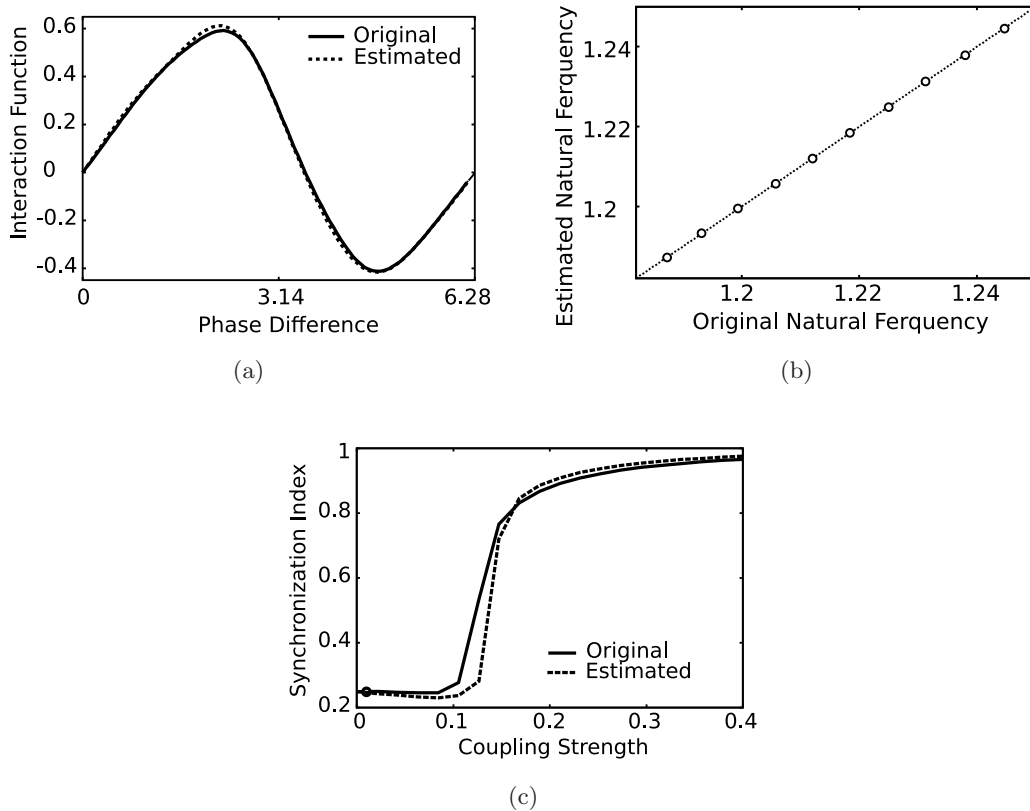 0.6
0.4
0.2
0
-0.2
-0.4
Interaction Function
Original
Estimated
0
3.14
6.28
Phase Difference
(a)
1.24
1.22
1.2
Estimated Natural Ferquency
1.2
1.22
1.24
Original Natural Ferquency
(b)
1
0.8
0.6
0.4
0.2
Synchronization Index
Original
Estimated
0
0.1
0.2
0.3
0.4
Coupling Strength
(c)